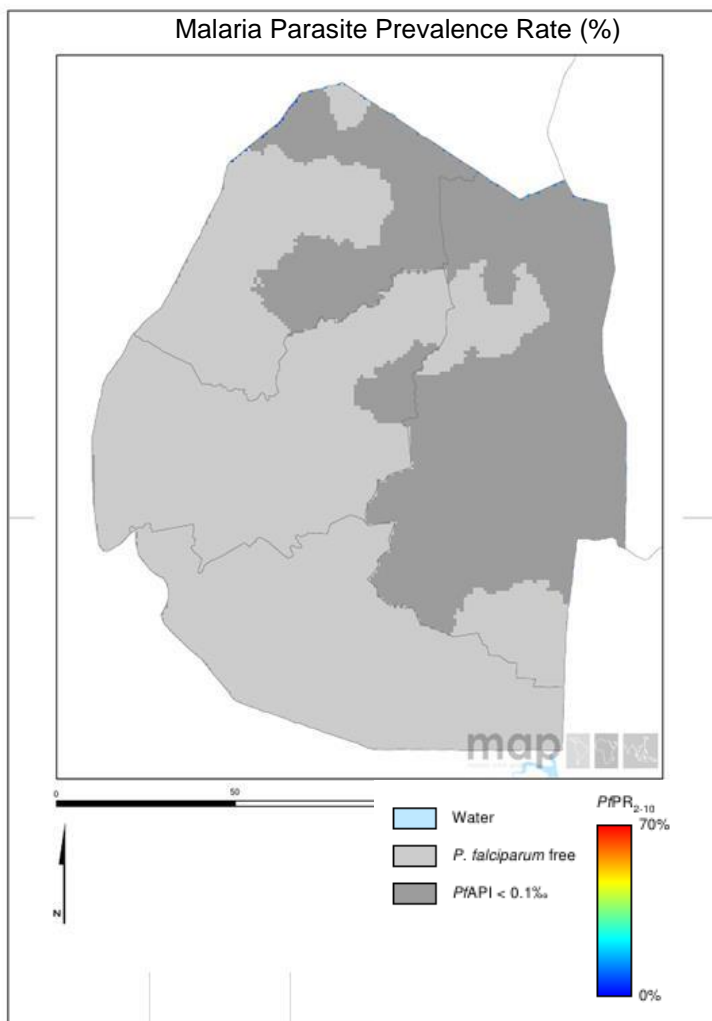 Malaria Parasite Prevalence Rate (%)
map
0
50
Water
P. falciparum free
PfAPI < 0.1‰
PfPR2-10
70%
0%
N